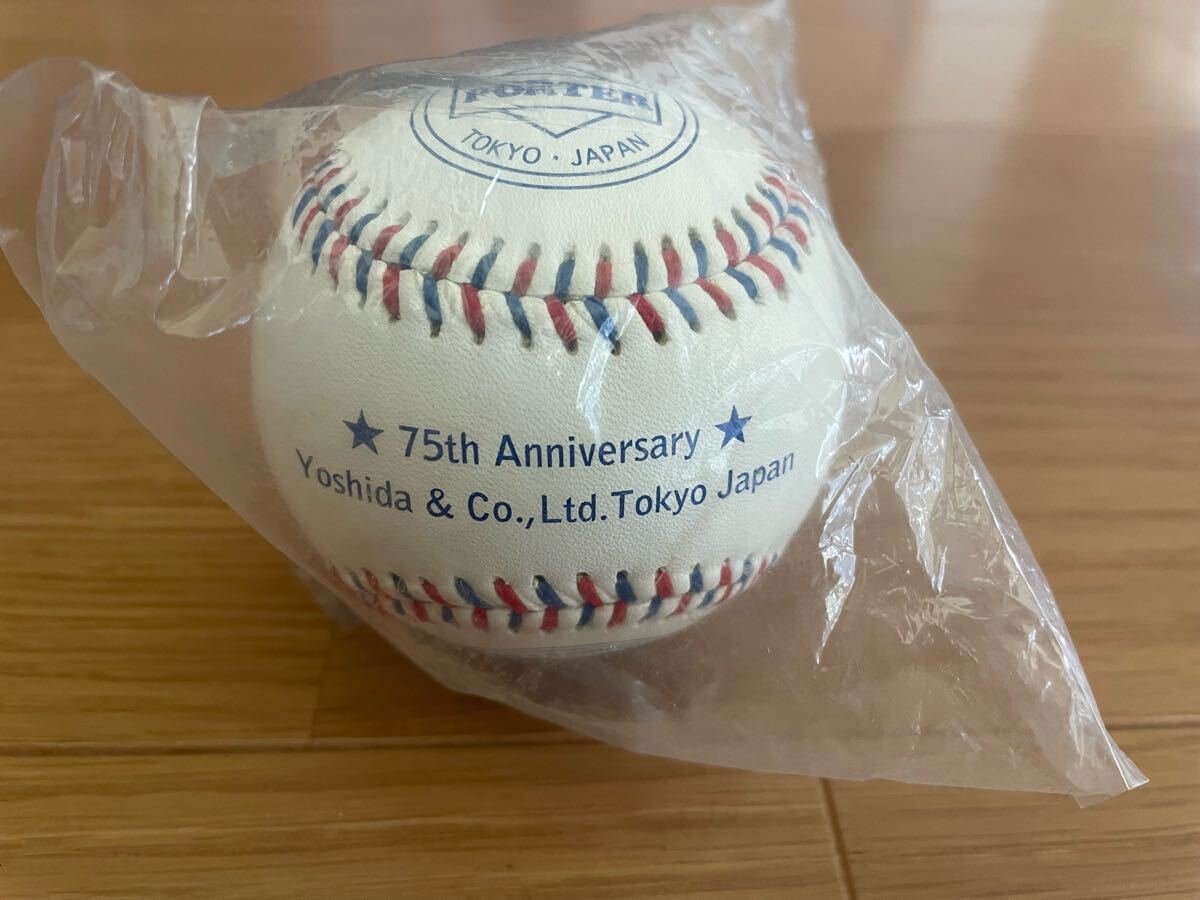 PORTER
TOKYO · JAPAN
★ 75th Anniversary ★
Yoshida & Co., Ltd. Tokyo Japan